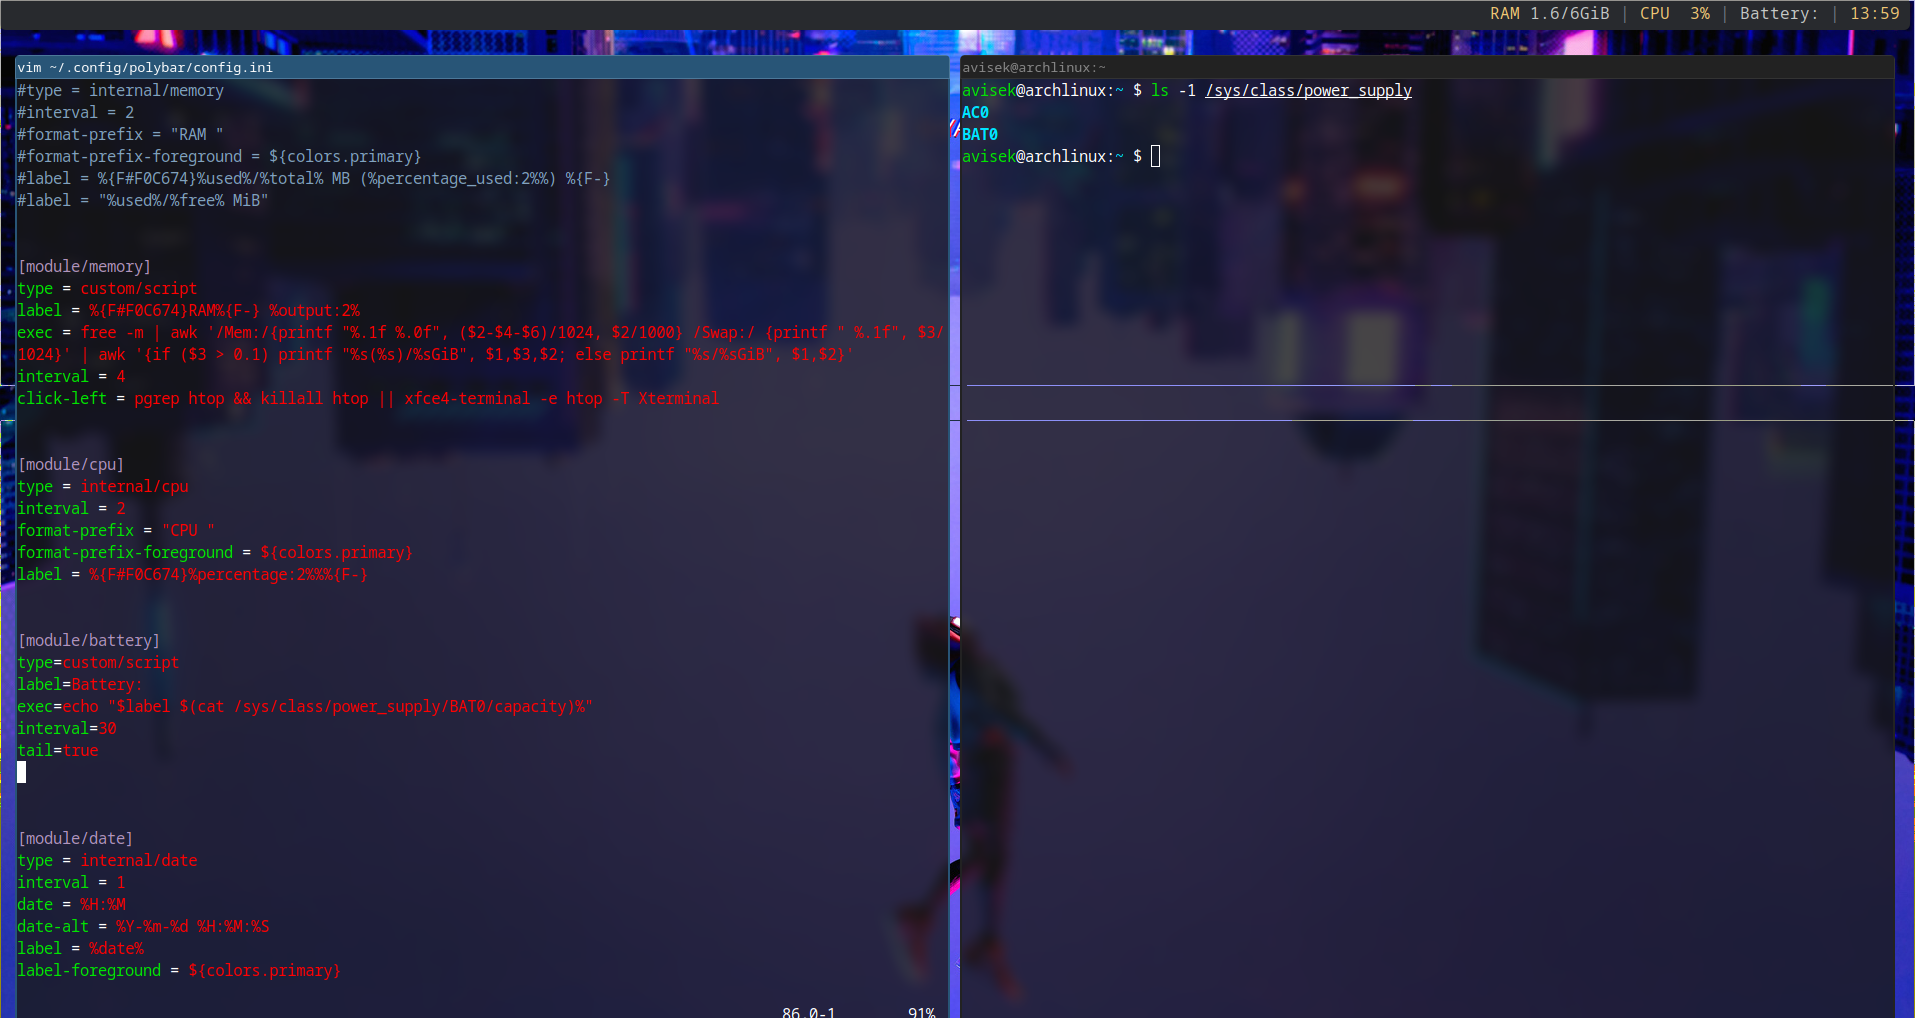 RAM 1.6/6GiB | CPU  3% | Battery: | 13:59
vim ~/.config/polybar/config.ini
#type = internal/memory
#interval = 2
#format-prefix = "RAM "
#format-prefix-foreground = ${colors.primary}
#label = %{F#F0C674}%used%/%total% MB (%percentage_used:2%%) %{F-}
#label = "%used%/%free% MiB"
[module/memory]
type = custom/script
label = %{F#F0C674}RAM%{F-} %output:2%
exec = free -m | awk '/Mem:/{printf "%.1f %.0f", ($2-$4-$6)/1024, $2/1000} /Swap:/ {printf " %.1f", $3/
1024}' | awk '{if ($3 > 0.1) printf "%s(%s)/%sGiB", $1,$3,$2; else printf "%s/%sGiB", $1,$2}'
interval = 4
click-left = pgrep htop && killall htop || xfce4-terminal -e htop -T Xterminal
[module/cpu]
type = internal/cpu
interval = 2
format-prefix = "CPU "
format-prefix-foreground = ${colors.primary}
label = %{F#F0C674}%percentage:2%%%{F-}
[module/battery]
type=custom/script
label=Battery:
exec=echo "$label $(cat /sys/class/power_supply/BAT0/capacity)%"
interval=30
tail=true
[module/date]
type = internal/date
interval = 1
date = %H:%M
date-alt = %Y-%m-%d %H:%M:%S
label = %date%
label-foreground = ${colors.primary}
86,0-1 91%
avisek@archlinux:~
avisek@archlinux:~ $ ls -1 /sys/class/power_supply
AC0
BAT0
avisek@archlinux:~ $